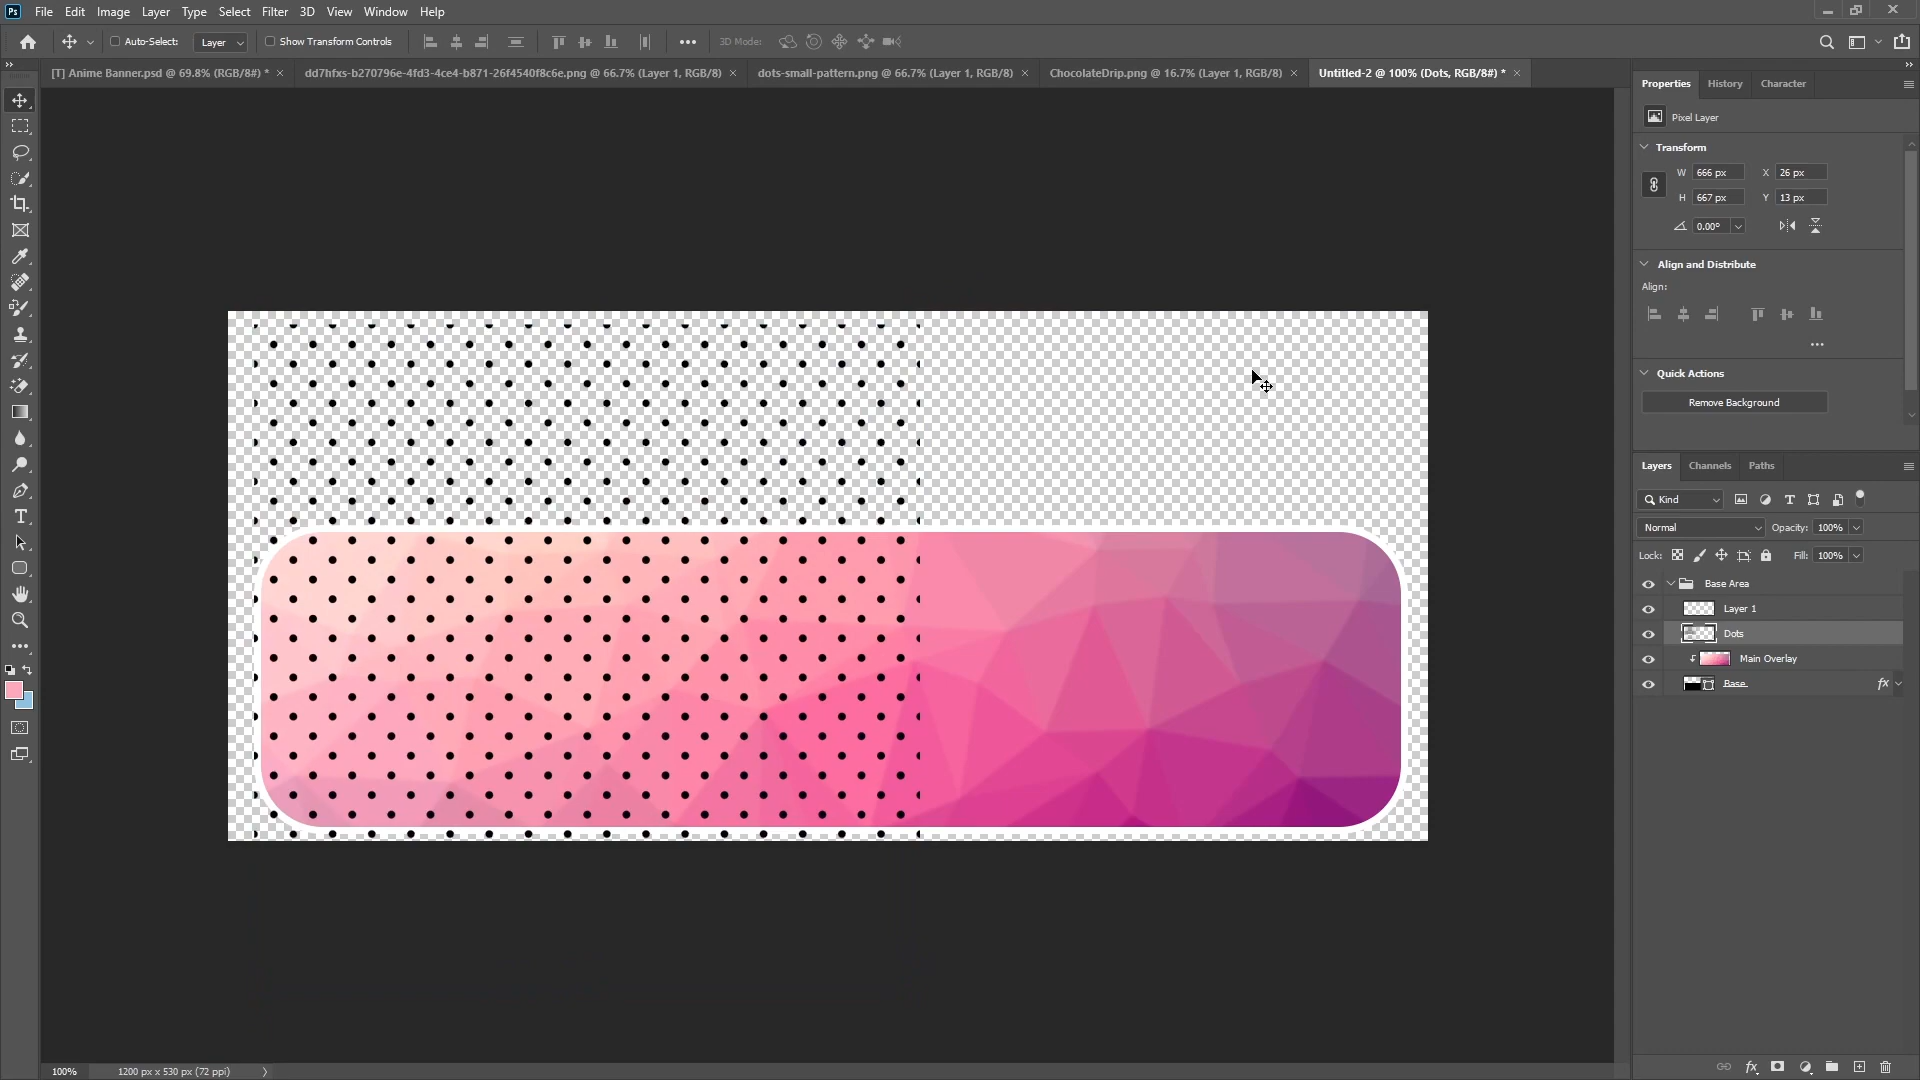 Ps File Edit Image Layer Type Select Filter 3D View Window Help
Auto-Select: Layer Show Transform Controls 3D Mode:
[T] Anime Banner.psd @ 69.8% (RGB/8#) *
dd7hfxs-b270796e-4fd3-4ce4-b871-26f4540f8c6e.png @ 66.7% (Layer 1, RGB/8)
dots-small-pattern.png @ 66.7% (Layer 1, RGB/8)
ChocolateDrip.png @ 16.7% (Layer 1, RGB/8)
Untitled-2 @ 100% (Dots, RGB/8#) *
Properties History Character
Pixel Layer
Transform
W 666 px X 26 px
H 667 px Y 13 px
0.00°
Align and Distribute
Align:
Quick Actions
Remove Background
Layers Channels Paths
Kind
Normal Opacity: 100%
Lock: Fill: 100%
Base Area
Layer 1
Dots
Main Overlay
Base fx
100% 1200 px x 530 px (72 ppi)
fx